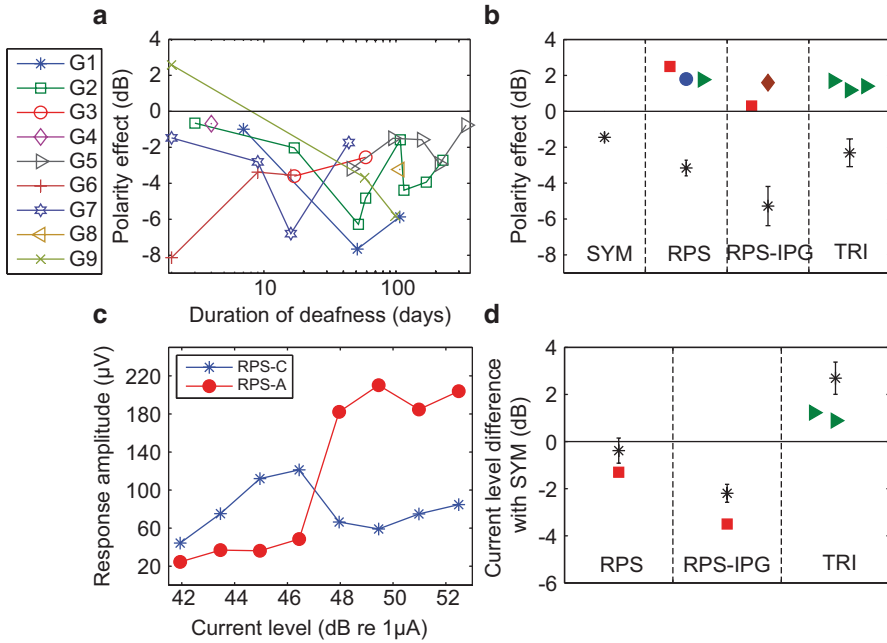 a
4
2
0
-2
-4
-6
-8
Polarity effect (dB)
10
100
Duration of deafness (days)
G1
G2
G3
G4
G5
G6
G7
G8
G9
b
4
2
0
-2
-4
-6
-8
Polarity effect (dB)
SYM
RPS
RPS-IPG
TRI
c
RPS-C
RPS-A
220
180
140
100
60
20
Response amplitude (µV)
42
44
46
48
50
52
Current level (dB re 1µA)
d
4
2
0
-2
-4
-6
Current level difference
with SYM (dB)
RPS
RPS-IPG
TRI